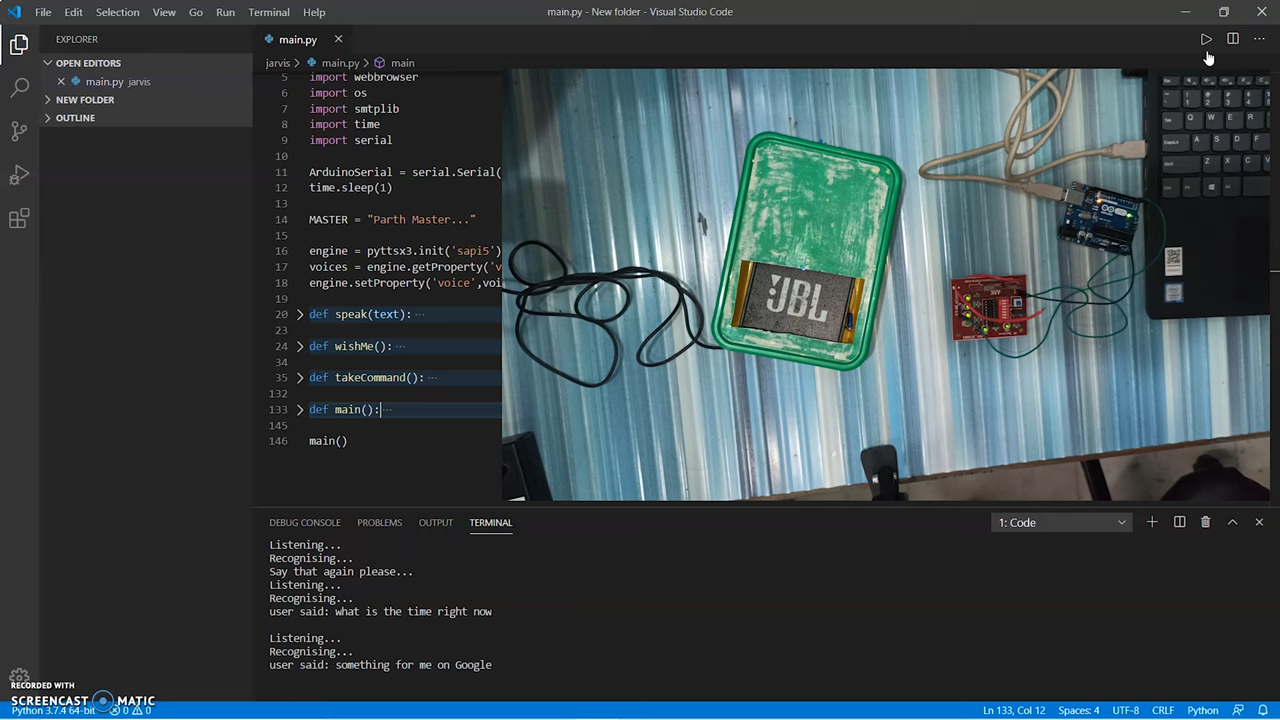 File Edit Selection View Go Run Terminal Help main.py - New folder - Visual Studio Code
EXPLORER
OPEN EDITORS
main.py jarvis
NEW FOLDER
OUTLINE
main.py
jarvis > main.py > main
5 import webbrowser
6 import os
7 import smtplib
8 import time
9 import serial
10
11 ArduinoSerial = serial.Serial(
12 time.sleep(1)
13
14 MASTER = "Parth Master..."
15
16 engine = pyttsx3.init('sapi5')
17 voices = engine.getProperty('v
18 engine.setProperty('voice',voi
19
20 def speak(text): ...
23
24 def wishMe(): ...
34
35 def takeCommand(): ...
132
133 def main(): ...
145
146 main()
JBL
DEBUG CONSOLE PROBLEMS OUTPUT TERMINAL
1: Code
Listening...
Recognising...
Say that again please...
Listening...
Recognising...
user said: what is the time right now
Listening...
Recognising...
user said: something for me on Google
RECORDED WITH
SCREENCAST MATIC
Python 3.7.4 64-bit 0 0
Ln 133, Col 12 Spaces: 4 UTF-8 CRLF Python